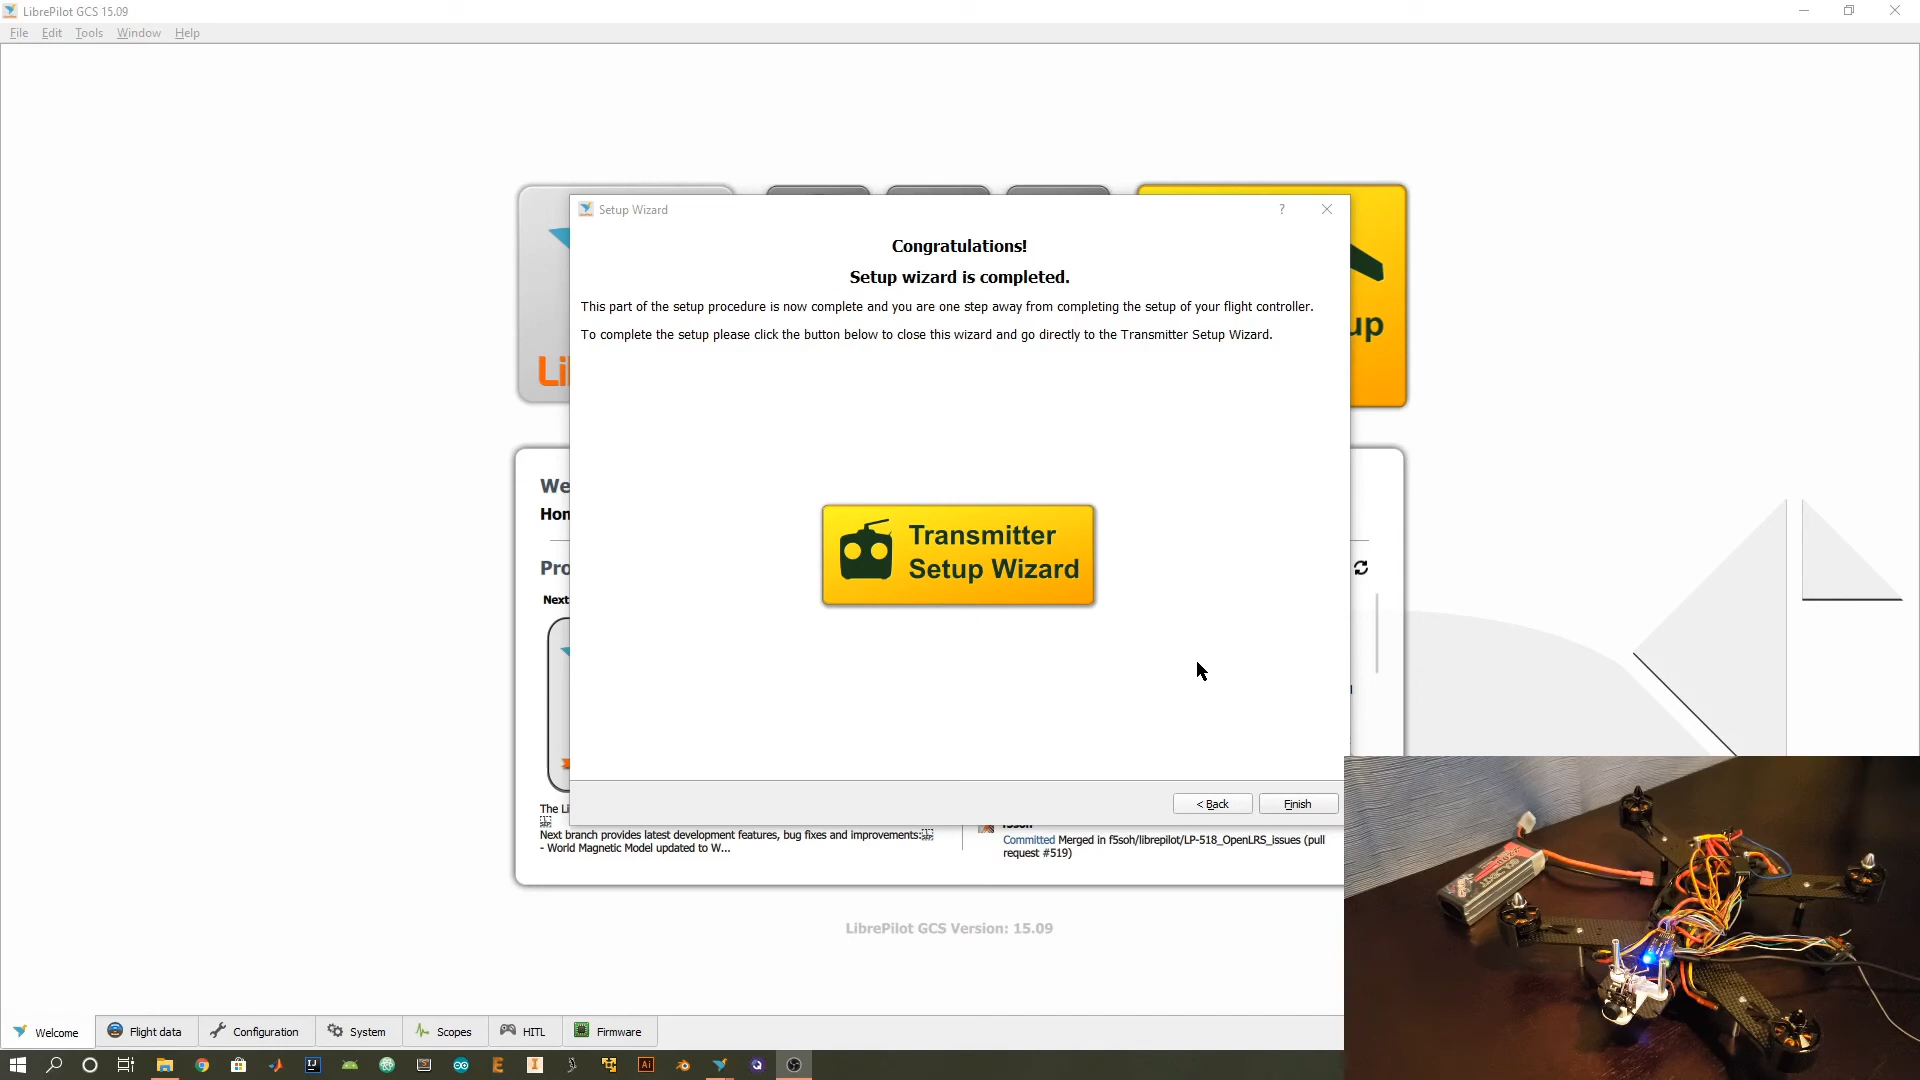 LibrePilot GCS 15.09
File Edit Tools Window Help
Setup Wizard
?
Congratulations!
Setup wizard is completed.
This part of the setup procedure is now complete and you are one step away from completing the setup of your flight controller.
To complete the setup please click the button below to close this wizard and go directly to the Transmitter Setup Wizard.
up
Li
We
Hon
Pro
Next
Transmitter
Setup Wizard
< Back
Finish
The Li
Next branch provides latest development features, bug fixes and improvements:
- World Magnetic Model updated to W...
f5soh
Committed Merged in f5soh/librepilot/LP-518_OpenLRS_issues (pull
request #519)
LibrePilot GCS Version: 15.09
Welcome
Flight data
Configuration
System
Scopes
HITL
Firmware